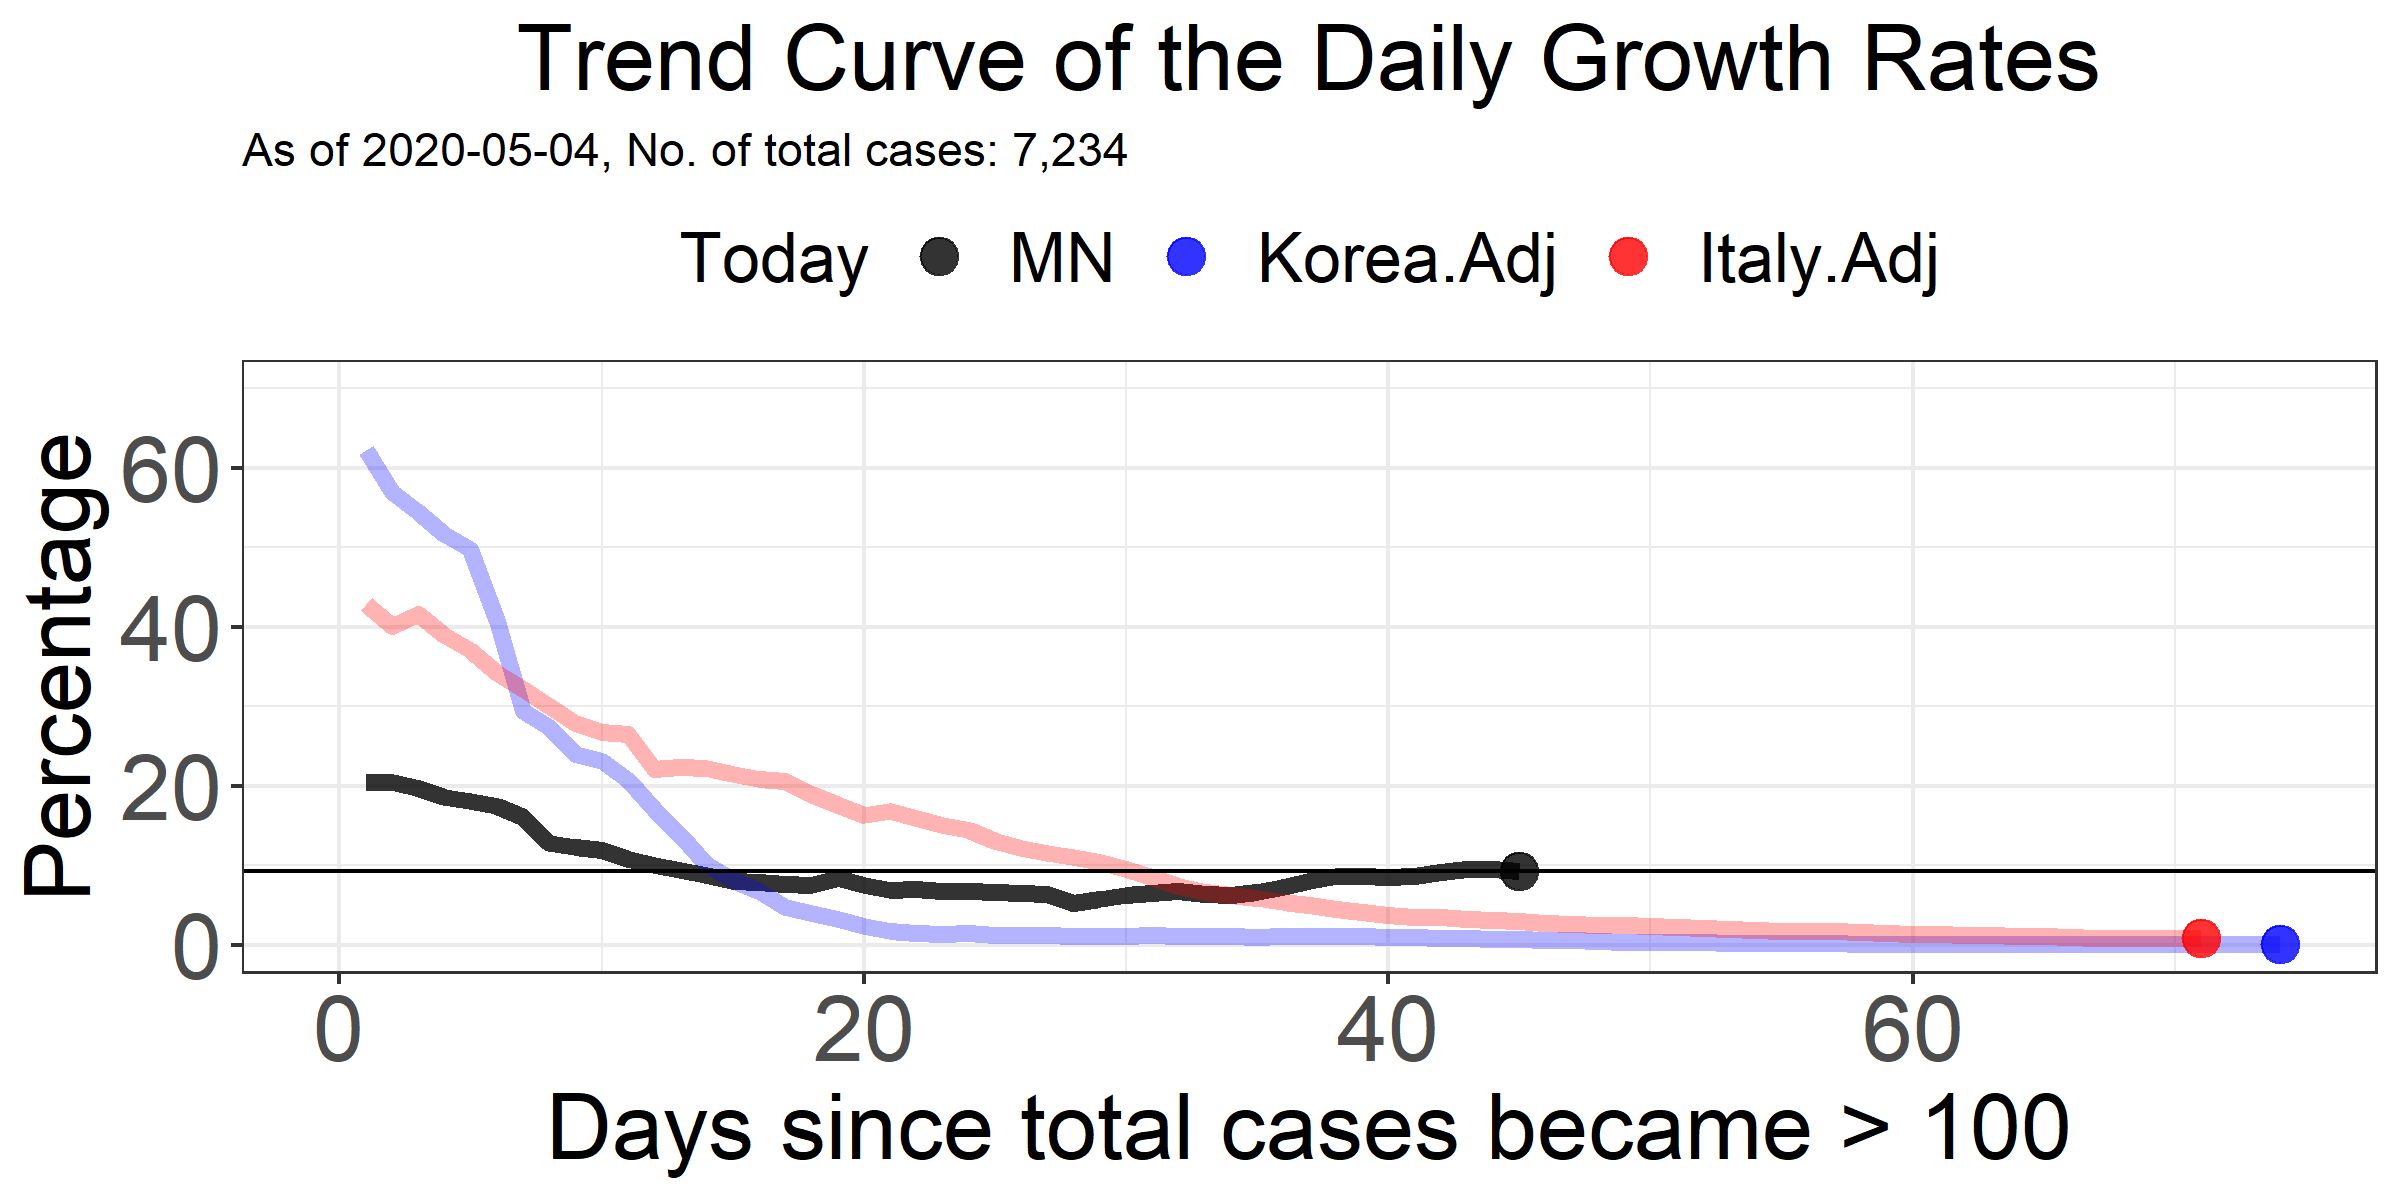 Trend Curve of the Daily Growth Rates
As of 2020-05-04, No. of total cases: 7,234
Today MN Korea.Adj Italy.Adj
Percentage
60
40
20
0
0 20 40 60
Days since total cases became > 100